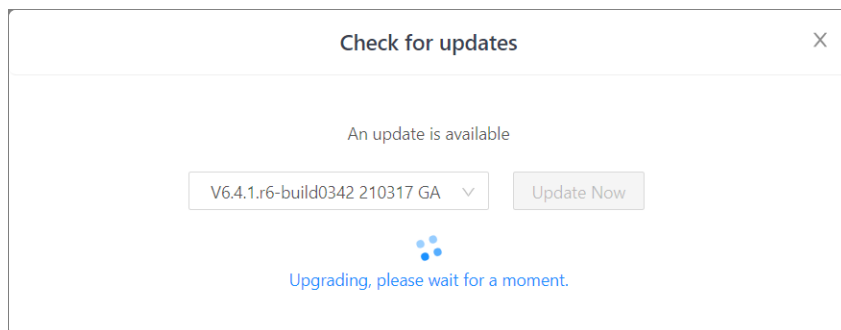 Check for updates
An update is available
V6.4.1.r6-build0342 210317 GA Update Now
Upgrading, please wait for a moment.